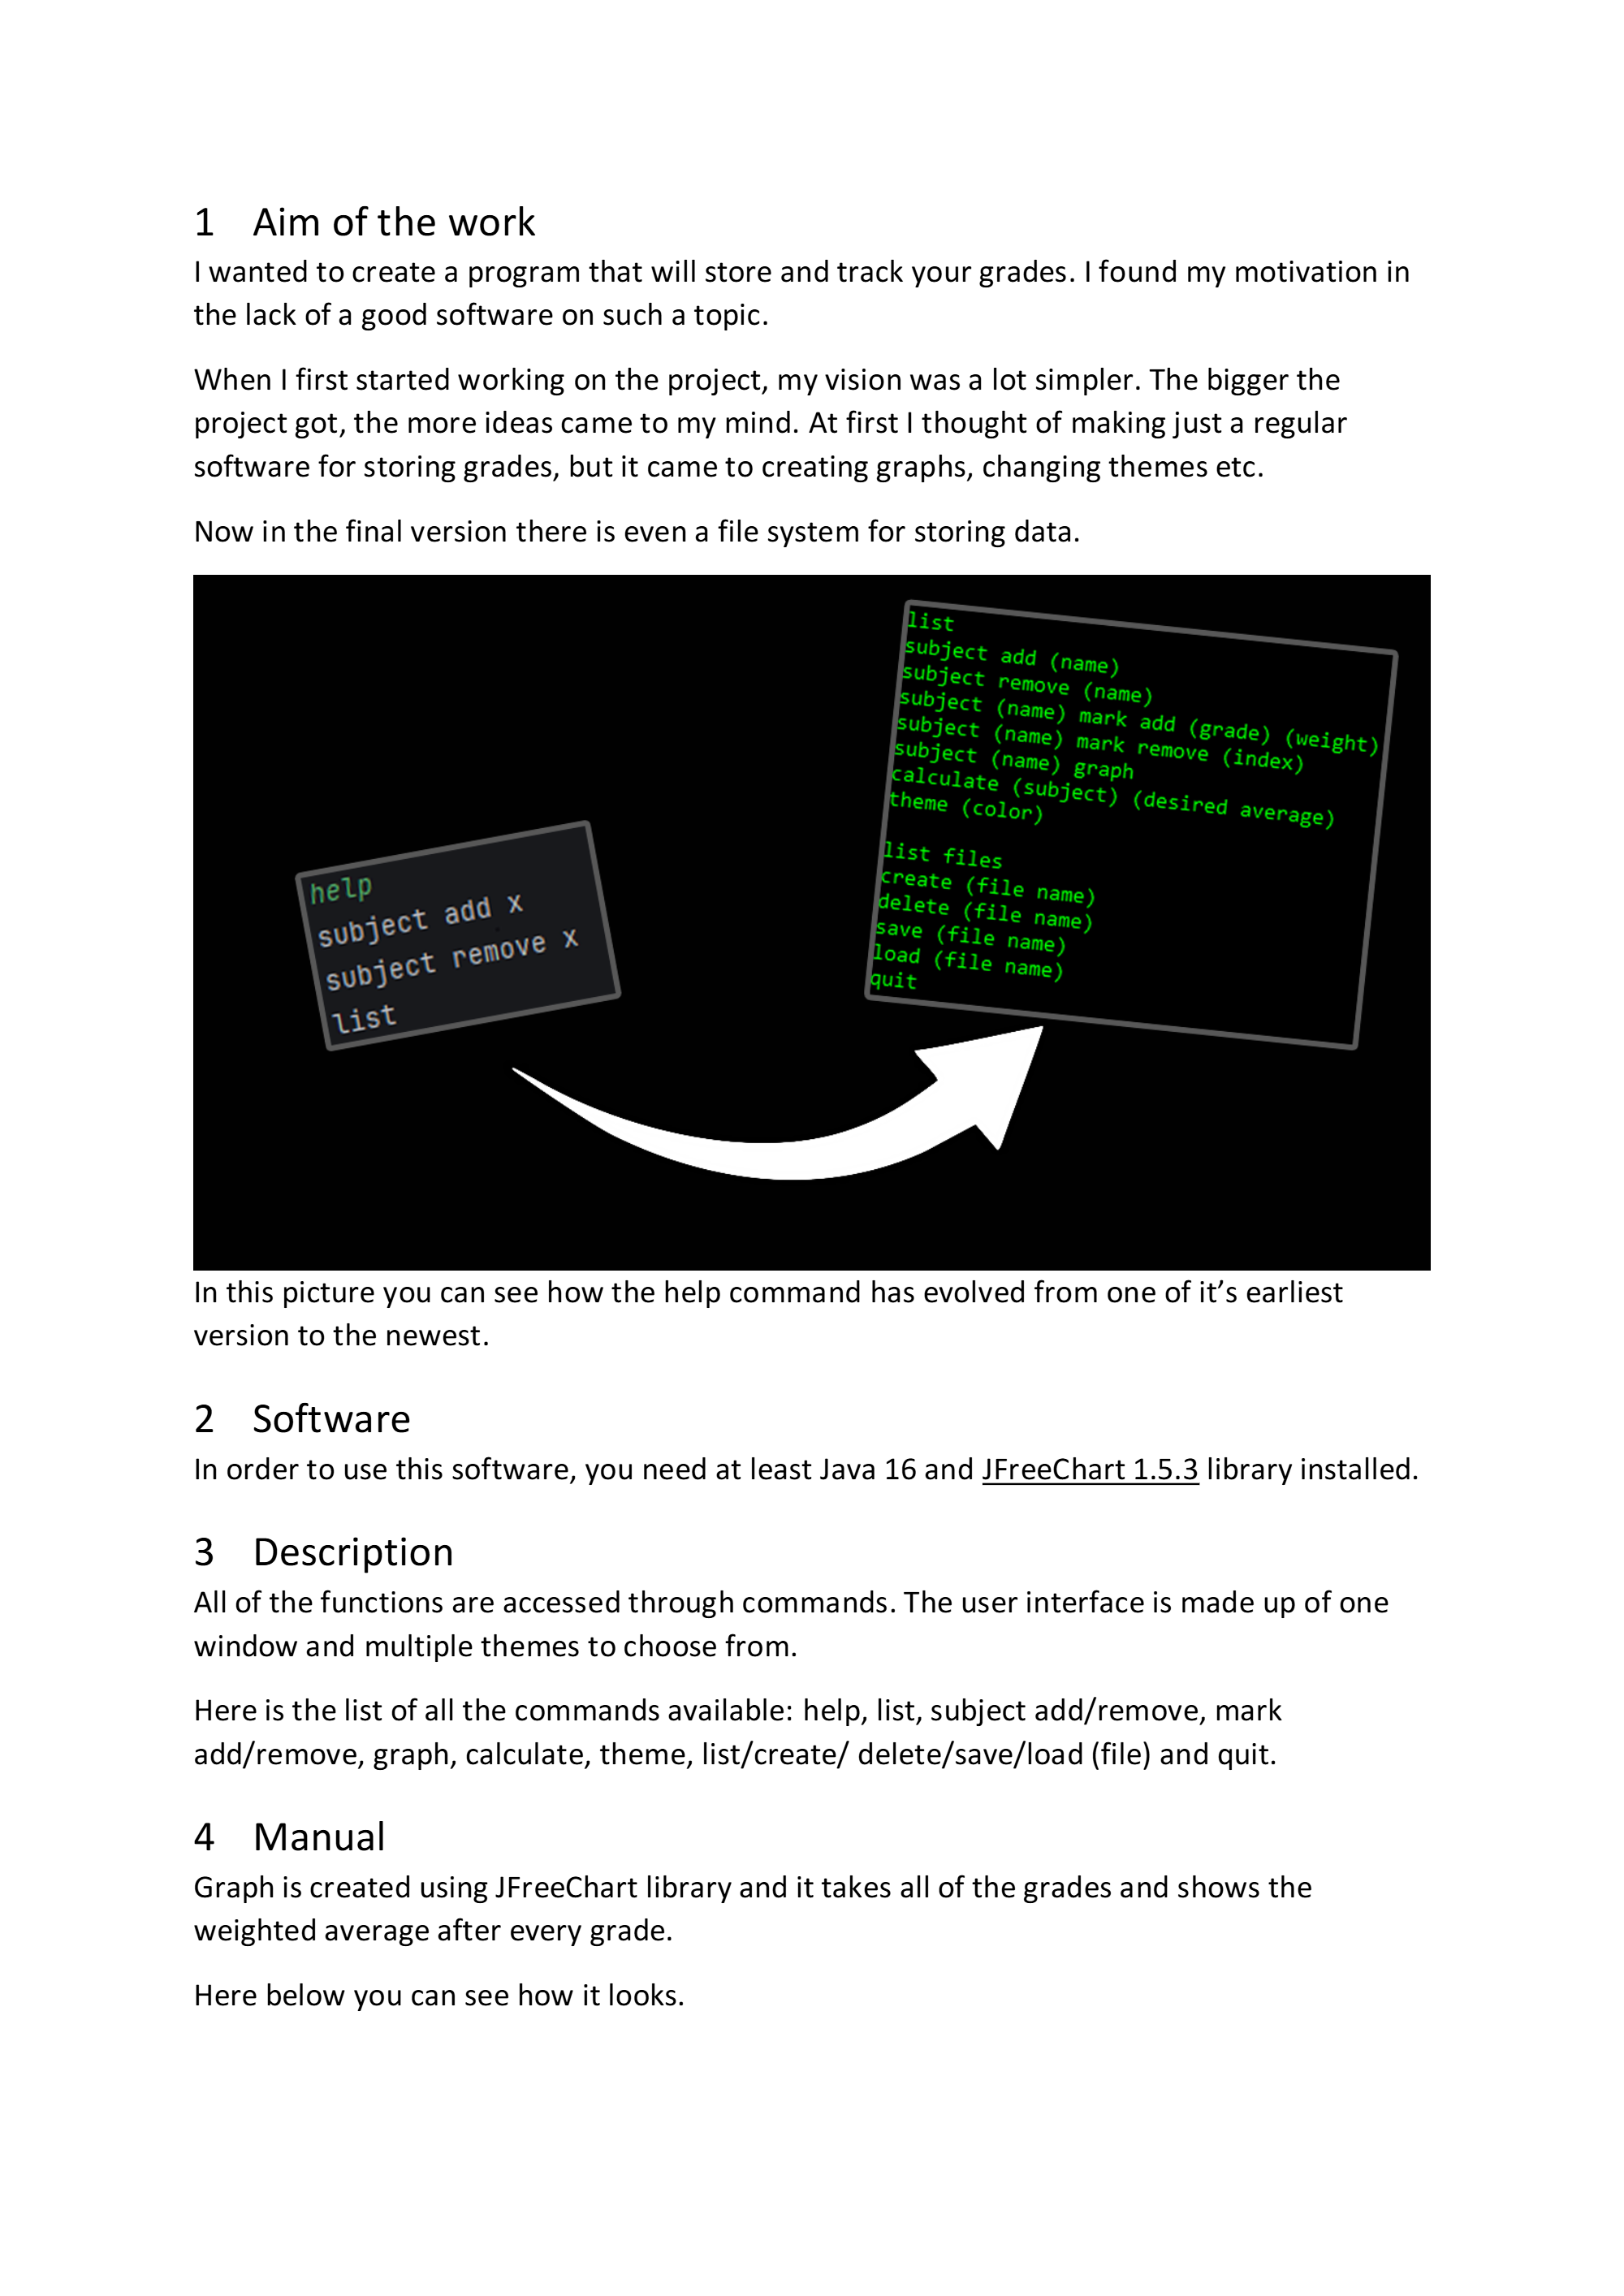 1 Aim of the work
I wanted to create a program that will store and track your grades. I found my motivation in
the lack of a good software on such a topic.
When I first started working on the project, my vision was a lot simpler. The bigger the
project got, the more ideas came to my mind. At first I thought of making just a regular
software for storing grades, but it came to creating graphs, changing themes etc.
Now in the final version there is even a file system for storing data.
help
subject add x
subject remove x
list
list
subject add (name)
subject remove (name)
subject (name) mark add (grade) (weight)
subject (name) mark remove (index)
subject (name) graph
calculate (subject) (desired average)
theme (color)
list files
create (file name)
delete (file name)
save (file name)
load (file name)
quit
In this picture you can see how the help command has evolved from one of it’s earliest
version to the newest.
2 Software
In order to use this software, you need at least Java 16 and JFreeChart 1.5.3 library installed.
3 Description
All of the functions are accessed through commands. The user interface is made up of one
window and multiple themes to choose from.
Here is the list of all the commands available: help, list, subject add/remove, mark
add/remove, graph, calculate, theme, list/create/ delete/save/load (file) and quit.
4 Manual
Graph is created using JFreeChart library and it takes all of the grades and shows the
weighted average after every grade.
Here below you can see how it looks.